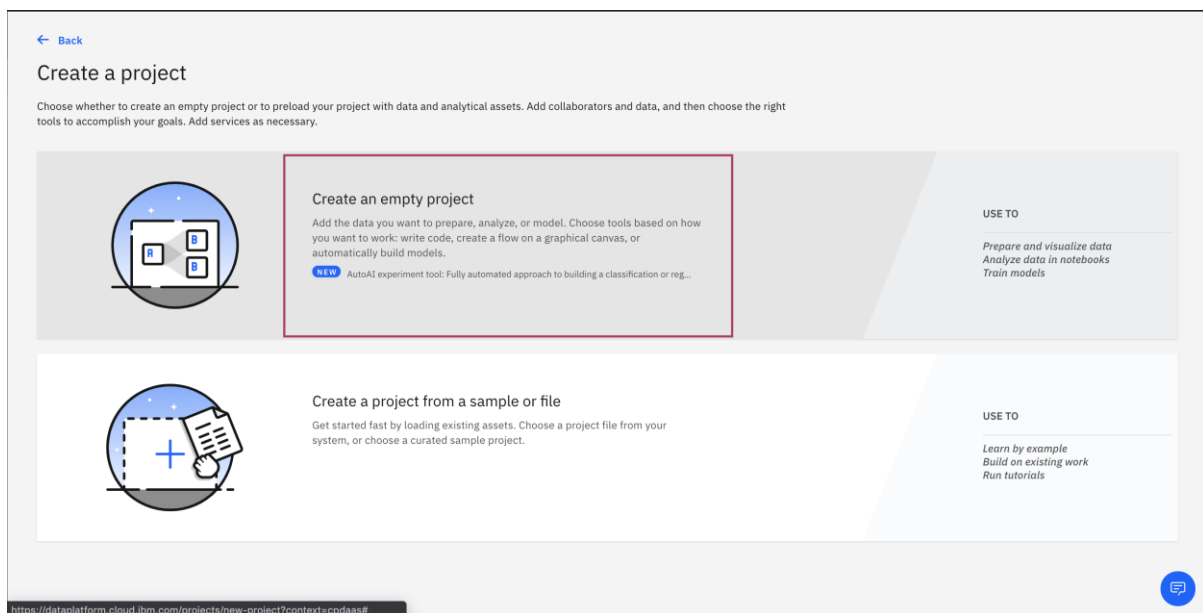 ← Back
Create a project
Choose whether to create an empty project or to preload your project with data and analytical assets. Add collaborators and data, and then choose the right
tools to accomplish your goals. Add services as necessary.
A
B
B
Create an empty project
Add the data you want to prepare, analyze, or model. Choose tools based on how
you want to work: write code, create a flow on a graphical canvas, or
automatically build models.
NEW AutoAI experiment tool: Fully automated approach to building a classification or reg...
USE TO
Prepare and visualize data
Analyze data in notebooks
Train models
Create a project from a sample or file
Get started fast by loading existing assets. Choose a project file from your
system, or choose a curated sample project.
USE TO
Learn by example
Build on existing work
Run tutorials
https://dataplatform.cloud.ibm.com/projects/new-project?context=cpdaas#